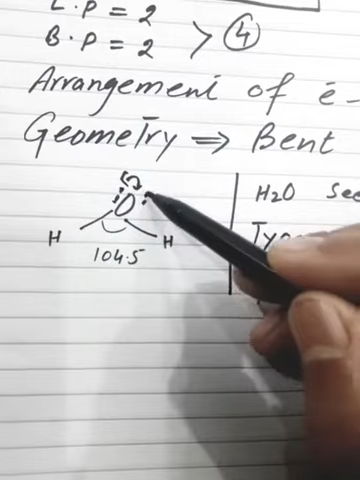 L.P = 2
B.P = 2 > 4
Arrangement of e-
Geometry ⇒ Bent
O
H H
104.5
H₂O